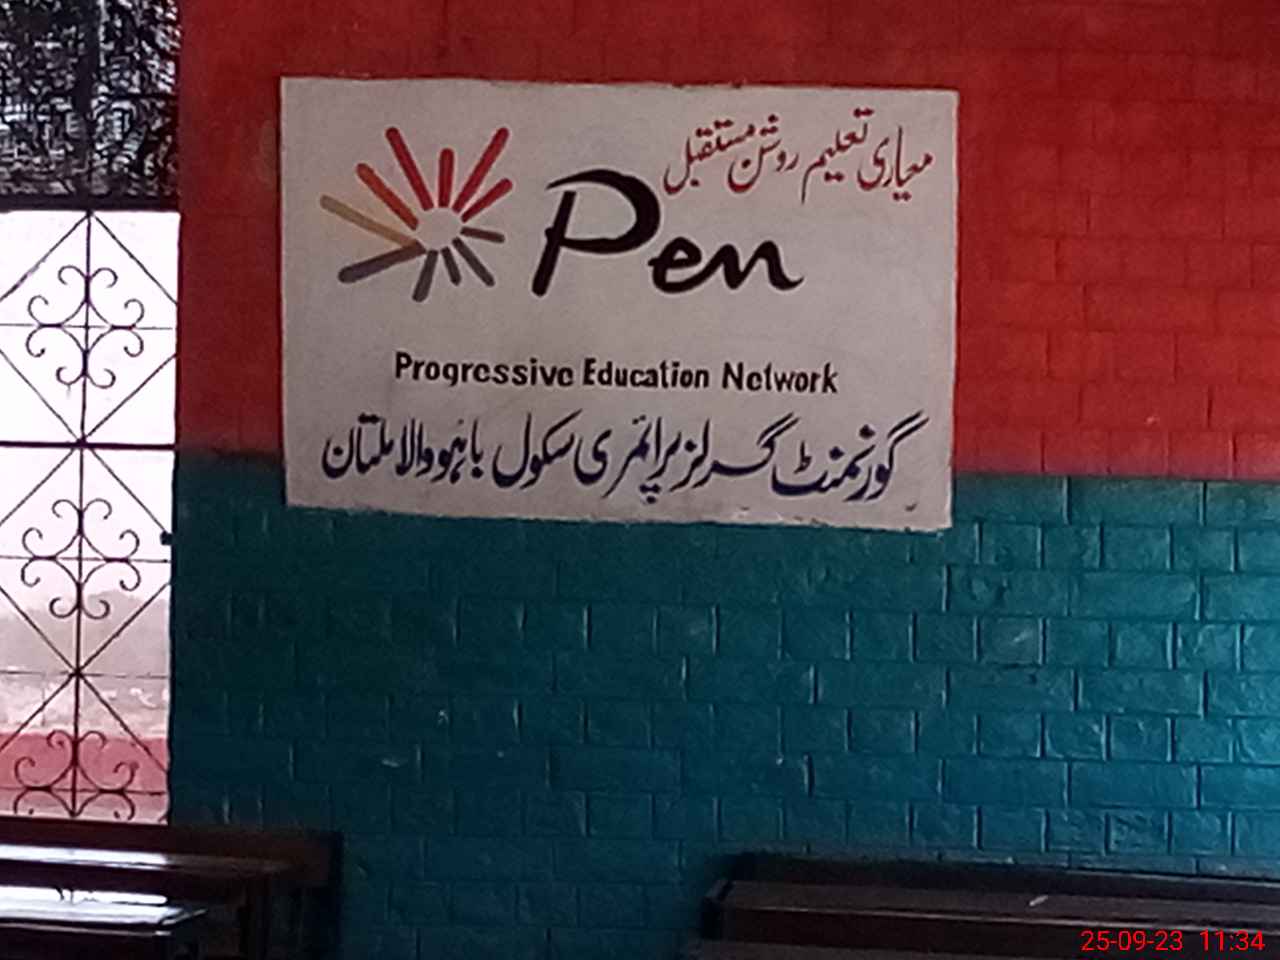 معیاری تعلیم روشن مستقبل
Pen
Progressive Education Network
گورنمنٹ گرلز پرائمری سکول باہو والا ملتان
25-09-23 11:34